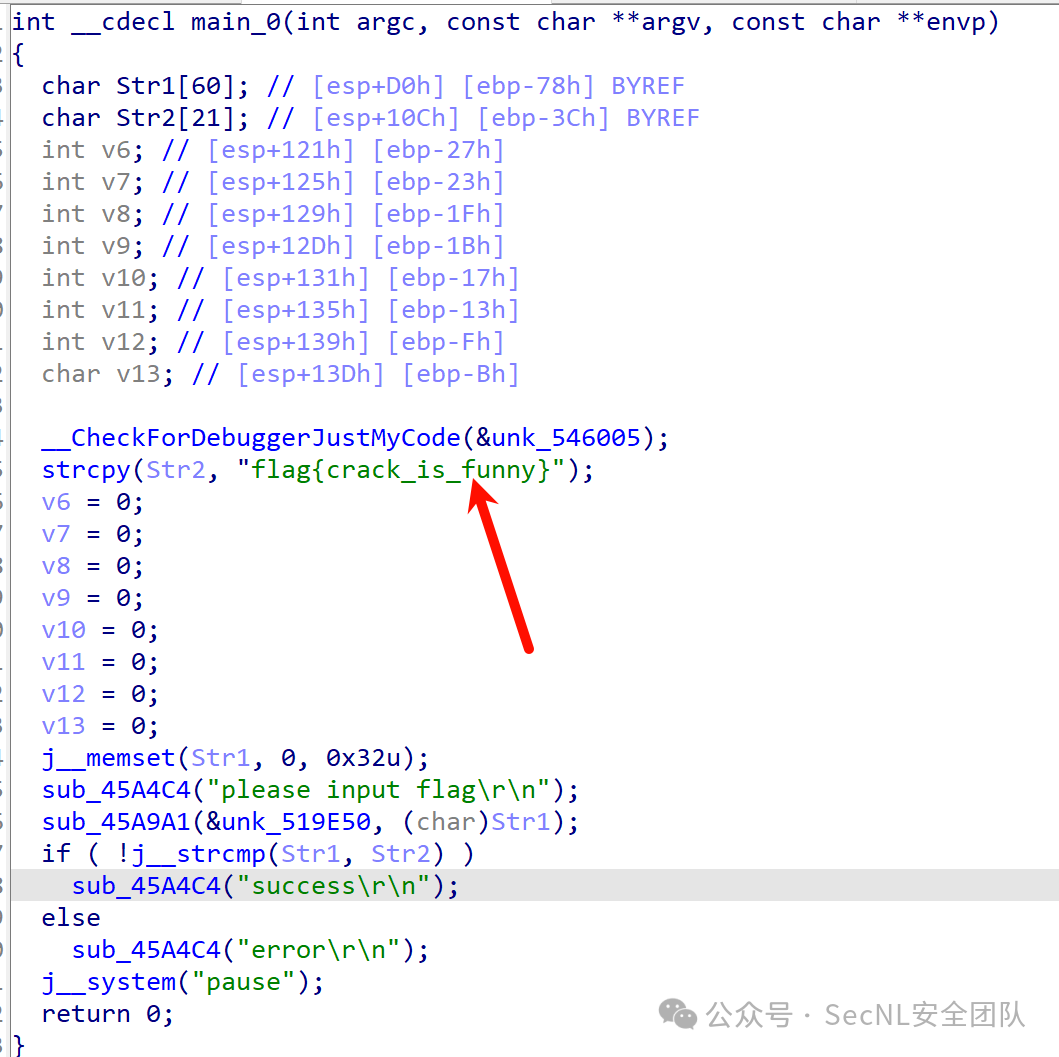 int __cdecl main_0(int argc, const char **argv, const char **envp)
{
  char Str1[60]; // [esp+D0h] [ebp-78h] BYREF
  char Str2[21]; // [esp+10Ch] [ebp-3Ch] BYREF
  int v6; // [esp+121h] [ebp-27h]
  int v7; // [esp+125h] [ebp-23h]
  int v8; // [esp+129h] [ebp-1Fh]
  int v9; // [esp+12Dh] [ebp-1Bh]
  int v10; // [esp+131h] [ebp-17h]
  int v11; // [esp+135h] [ebp-13h]
  int v12; // [esp+139h] [ebp-Fh]
  char v13; // [esp+13Dh] [ebp-Bh]
  __CheckForDebuggerJustMyCode(&unk_546005);
  strcpy(Str2, "flag{crack_is_funny}");
  v6 = 0;
  v7 = 0;
  v8 = 0;
  v9 = 0;
  v10 = 0;
  v11 = 0;
  v12 = 0;
  v13 = 0;
  j__memset(Str1, 0, 0x32u);
  sub_45A4C4("please input flag\r\n");
  sub_45A9A1(&unk_519E50, (char)Str1);
  if ( !j__strcmp(Str1, Str2) )
    sub_45A4C4("success\r\n");
  else
    sub_45A4C4("error\r\n");
  j__system("pause");
  return 0;
}
公众号 · SecNL安全团队